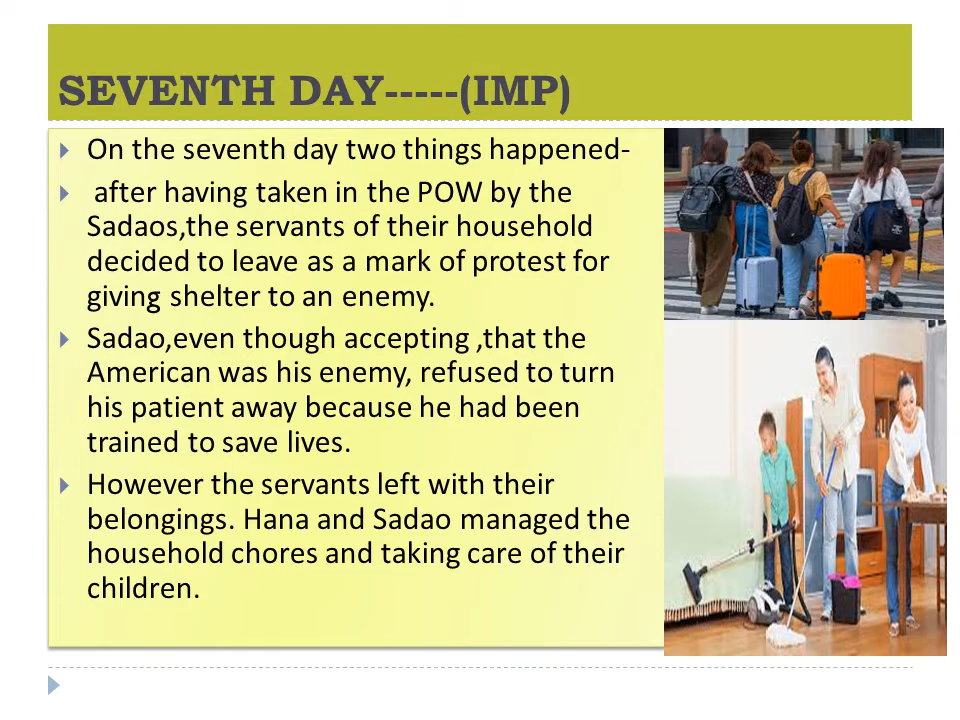 SEVENTH DAY-----(IMP)
On the seventh day two things happened-
after having taken in the POW by the
Sadaos,the servants of their household
decided to leave as a mark of protest for
giving shelter to an enemy.
Sadao,even though accepting ,that the
American was his enemy, refused to turn
his patient away because he had been
trained to save lives.
However the servants left with their
belongings. Hana and Sadao managed the
household chores and taking care of their
children.